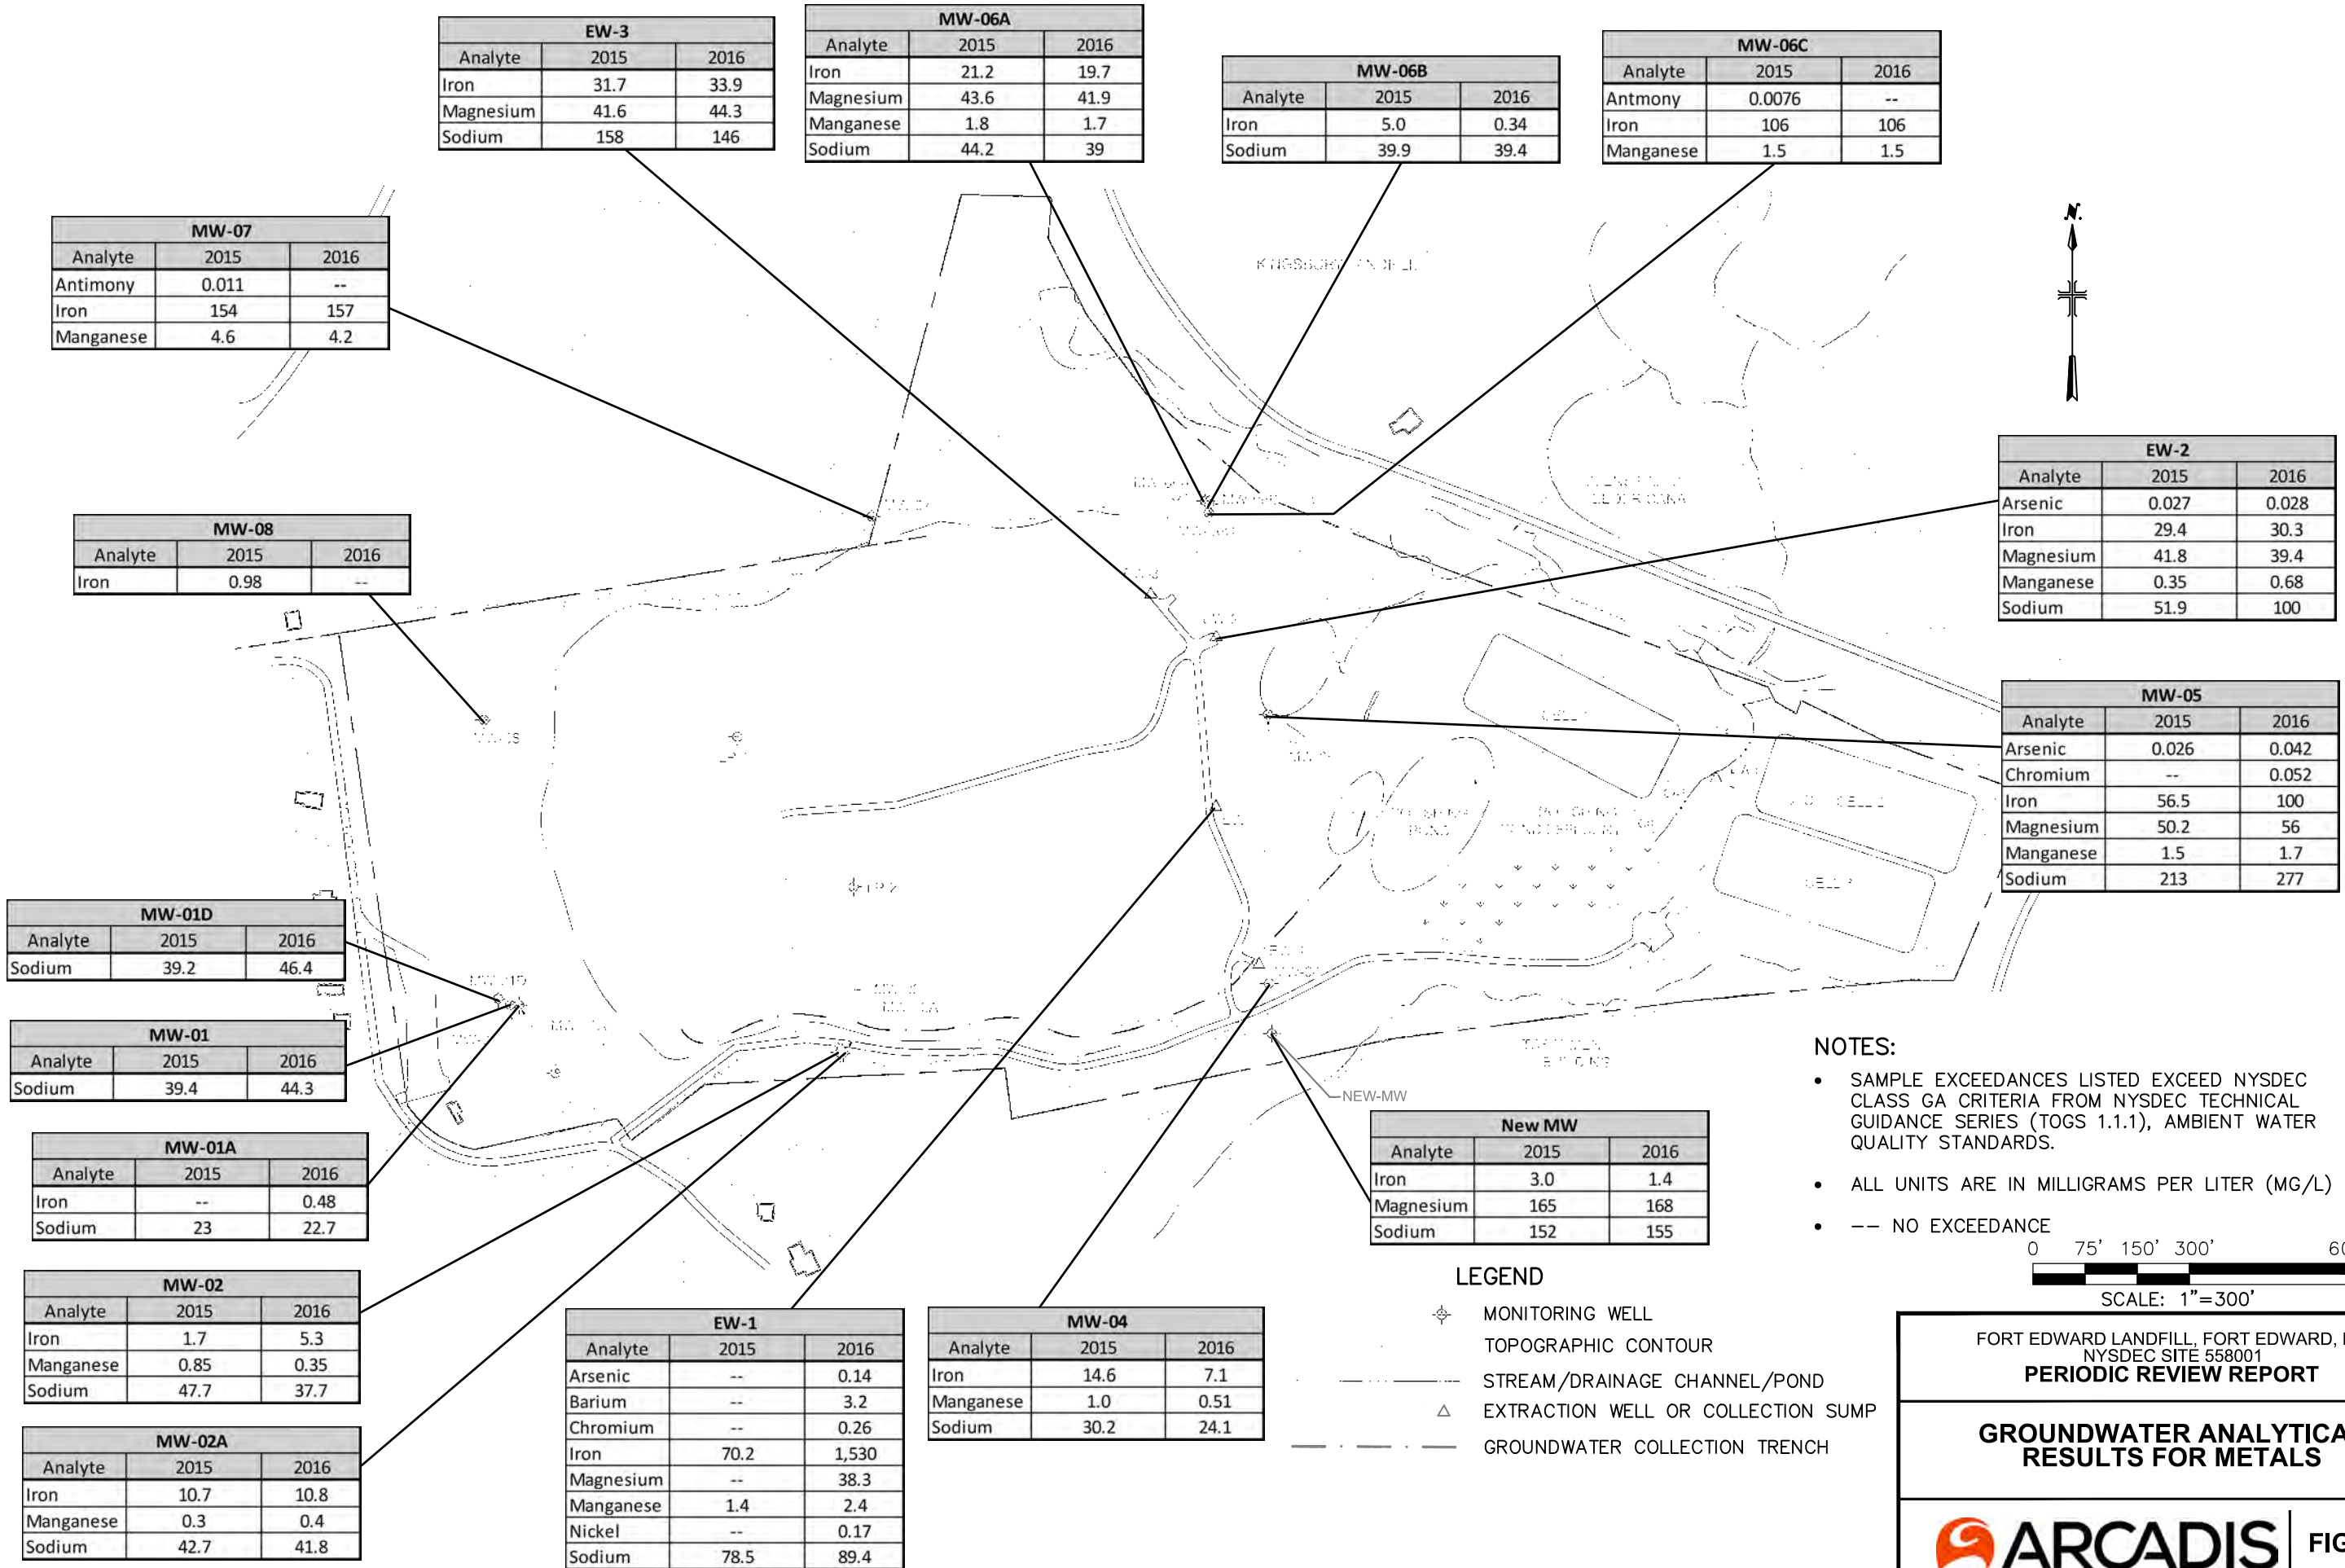 EW-3
Analyte 2015 2016
Iron 31.7 33.9
Magnesium 41.6 44.3
Sodium 158 146
MW-06A
Analyte 2015 2016
Iron 21.2 19.7
Magnesium 43.6 41.9
Manganese 1.8 1.7
Sodium 44.2 39
MW-06B
Analyte 2015 2016
Iron 5.0 0.34
Sodium 39.9 39.4
MW-06C
Analyte 2015 2016
Antmony 0.0076 --
Iron 106 106
Manganese 1.5 1.5
MW-07
Analyte 2015 2016
Antimony 0.011 --
Iron 154 157
Manganese 4.6 4.2
N.
EW-2
Analyte 2015 2016
Arsenic 0.027 0.028
Iron 29.4 30.3
Magnesium 41.8 39.4
Manganese 0.35 0.68
Sodium 51.9 100
MW-08
Analyte 2015 2016
Iron 0.98 --
MW-05
Analyte 2015 2016
Arsenic 0.026 0.042
Chromium -- 0.052
Iron 56.5 100
Magnesium 50.2 56
Manganese 1.5 1.7
Sodium 213 277
MW-01D
Analyte 2015 2016
Sodium 39.2 46.4
MW-01
Analyte 2015 2016
Sodium 39.4 44.3
MW-01A
Analyte 2015 2016
Iron -- 0.48
Sodium 23 22.7
MW-02
Analyte 2015 2016
Iron 1.7 5.3
Manganese 0.85 0.35
Sodium 47.7 37.7
MW-02A
Analyte 2015 2016
Iron 10.7 10.8
Manganese 0.3 0.4
Sodium 42.7 41.8
EW-1
Analyte 2015 2016
Arsenic -- 0.14
Barium -- 3.2
Chromium -- 0.26
Iron 70.2 1,530
Magnesium -- 38.3
Manganese 1.4 2.4
Nickel -- 0.17
Sodium 78.5 89.4
MW-04
Analyte 2015 2016
Iron 14.6 7.1
Manganese 1.0 0.51
Sodium 30.2 24.1
NEW-MW
New MW
Analyte 2015 2016
Iron 3.0 1.4
Magnesium 165 168
Sodium 152 155
LEGEND
MONITORING WELL
TOPOGRAPHIC CONTOUR
STREAM/DRAINAGE CHANNEL/POND
EXTRACTION WELL OR COLLECTION SUMP
GROUNDWATER COLLECTION TRENCH
NOTES:
• SAMPLE EXCEEDANCES LISTED EXCEED NYSDEC
CLASS GA CRITERIA FROM NYSDEC TECHNICAL
GUIDANCE SERIES (TOGS 1.1.1), AMBIENT WATER
QUALITY STANDARDS.
• ALL UNITS ARE IN MILLIGRAMS PER LITER (MG/L)
• -- NO EXCEEDANCE
0 75' 150' 300'
SCALE: 1"=300'
FORT EDWARD LANDFILL, FORT EDWARD,
NYSDEC SITE 558001
PERIODIC REVIEW REPORT
GROUNDWATER ANALYTICA
RESULTS FOR METALS
ARCADIS
FIG